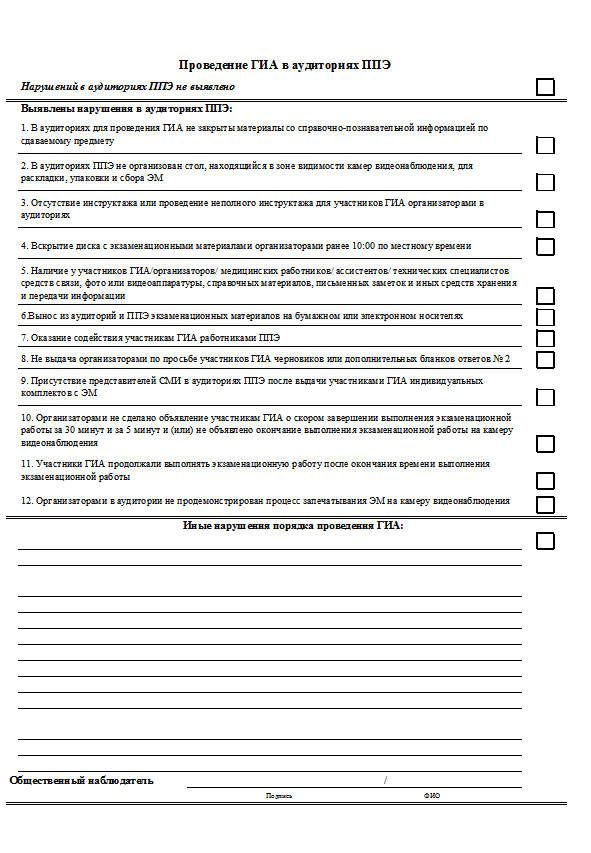 Проведение ГИА в аудиториях ППЭ
Нарушений в аудиториях ППЭ не выявлено
Выявлены нарушения в аудиториях ППЭ:
1. В аудиториях для проведения ГИА не закрыты материалы со справочно-познавательной информацией по
сдаваемому предмету
2. В аудиториях ППЭ не организован стол, находящийся в зоне видимости камер видеонаблюдения, для
раскладки, упаковки и сбора ЭМ
3. Отсутствие инструктажа или проведение неполного инструктажа для участников ГИА организаторами в
аудиториях
4. Вскрытие диска с экзаменационными материалами организаторами ранее 10:00 по местному времени
5. Наличие у участников ГИА/организаторов/ медицинских работников/ ассистентов/ технических специалистов
средств связи, фото или видеоаппаратуры, справочных материалов, письменных заметок и иных средств хранения
и передачи информации
6.Вынос из аудиторий и ППЭ экзаменационных материалов на бумажном или электронном носителях
7. Оказание содействия участникам ГИА работниками ППЭ
8. Не выдача организаторами по просьбе участников ГИА черновиков или дополнительных бланков ответов № 2
9. Присутствие представителей СМИ в аудиториях ППЭ после выдачи участниками ГИА индивидуальных
комплектов с ЭМ
10. Организаторами не сделано объявление участникам ГИА о скором завершении выполнения экзаменационной
работы за 30 минут и за 5 минут и (или) не объявлено окончание выполнения экзаменационной работы на камеру
видеонаблюдения
11. Участники ГИА продолжали выполнять экзаменационную работу после окончания времени выполнения
экзаменационной работы
12. Организаторами в аудитории не продемонстрирован процесс запечатывания ЭМ на камеру видеонаблюдения
Иные нарушения порядка проведения ГИА:
Общественный наблюдатель /
Подпись ФИО